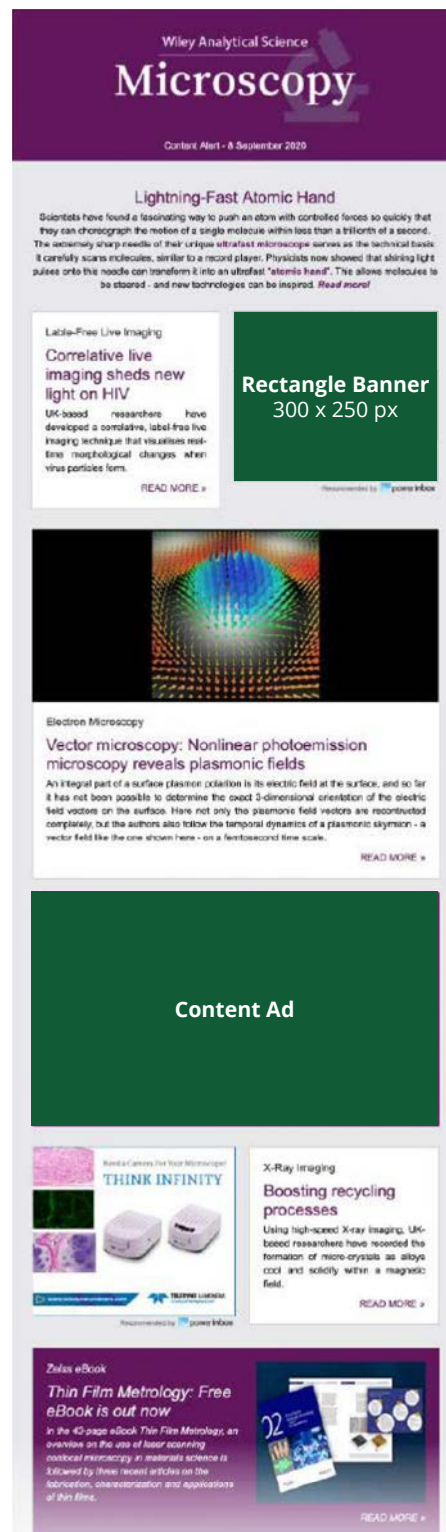 Wiley Analytical Science
Microscopy
Content Alert - 8 September 2020
Lightning-Fast Atomic Hand
Scientists have found a fascinating way to push an atom with controlled forces so quickly that
they can choreograph the motion of a single molecule within less than a trillionth of a second.
The extremely sharp needle of their unique ultrafast microscope serves as the technical basis:
it carefully scans molecules, similar to a record player. Physicists now showed that shining light
pulses onto this needle can transform it into an ultrafast "atomic hand". This allows molecules to
be steered - and new technologies can be inspired. Read more!
Lable-Free Live Imaging
Correlative live
imaging sheds new
light on HIV
UK-based researchers have
developed a correlative, label-free live
imaging technique that visualises real-
time morphological changes when
virus particles form.
READ MORE »
Rectangle Banner
300 x 250 px
Recommended by powerinbox
Electron Microscopy
Vector microscopy: Nonlinear photoemission
microscopy reveals plasmonic fields
An integral part of a surface plasmon polariton is its electric field at the surface, and so far
it has not been possible to determine the exact 3-dimensional orientation of the electric
field vectors on the surface. Here not only the plasmonic field vectors are recontructed
completely, but the authors also follow the temporal dynamics of a plasmonic skyrmion - a
vector field like the one shown here - on a femtosecond time scale.
READ MORE »
Content Ad
Need a Camera For Your Microscope?
THINK INFINITY
TELEDYNE LUMENERA
Recommended by powerinbox
X-Ray Imaging
Boosting recycling
processes
Using high-speed X-ray imaging, UK-
based researchers have recorded the
formation of micro-crystals as alloys
cool and solidify within a magnetic
field.
READ MORE »
Zeiss eBook
Thin Film Metrology: Free
eBook is out now
In the 40-page eBook Thin Film Metrology, an
overview on the use of laser scanning
confocal microscopy in materials science is
followed by three recent articles on the
fabrication, characterization and applications
of thin films.
02
READ MORE »